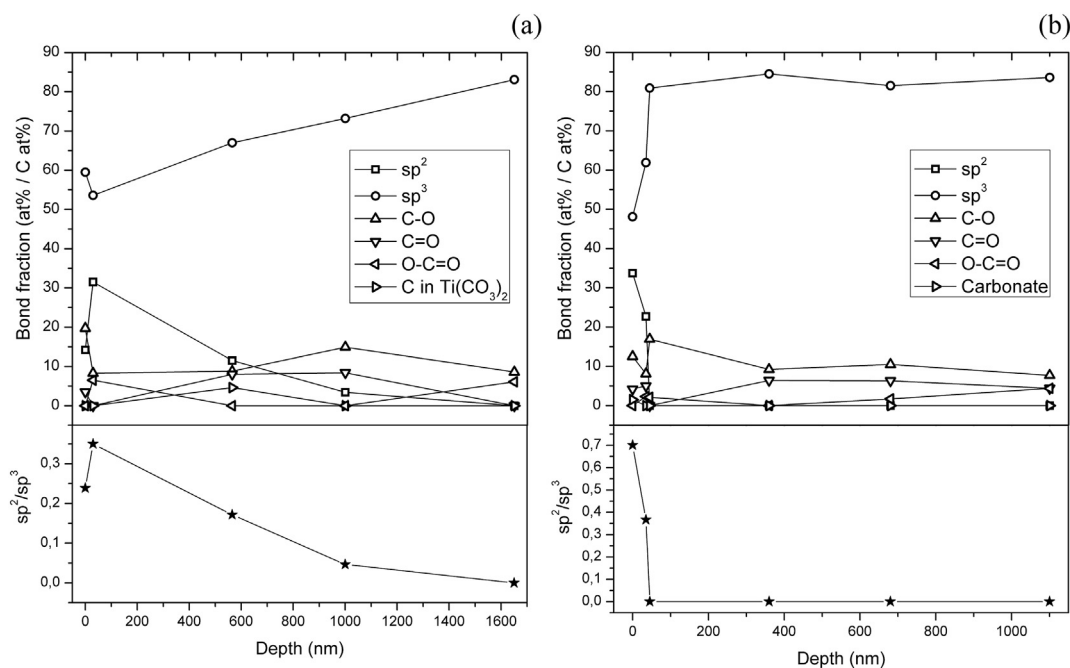 (a)
90
80
70
60
50
40
30
20
10
0
Bond fraction (at% / C at%)
sp²
sp³
C-O
C=O
O-C=O
C in Ti(CO₃)₂
0,3
0,2
0,1
0,0
sp²/sp³
0 200 400 600 800 1000 1200 1400 1600
Depth (nm)
(b)
90
80
70
60
50
40
30
20
10
0
Bond fraction (at% / C at%)
sp²
sp³
C-O
C=O
O-C=O
Carbonate
0,7
0,6
0,5
0,4
0,3
0,2
0,1
0,0
sp²/sp³
0 200 400 600 800 1000
Depth (nm)